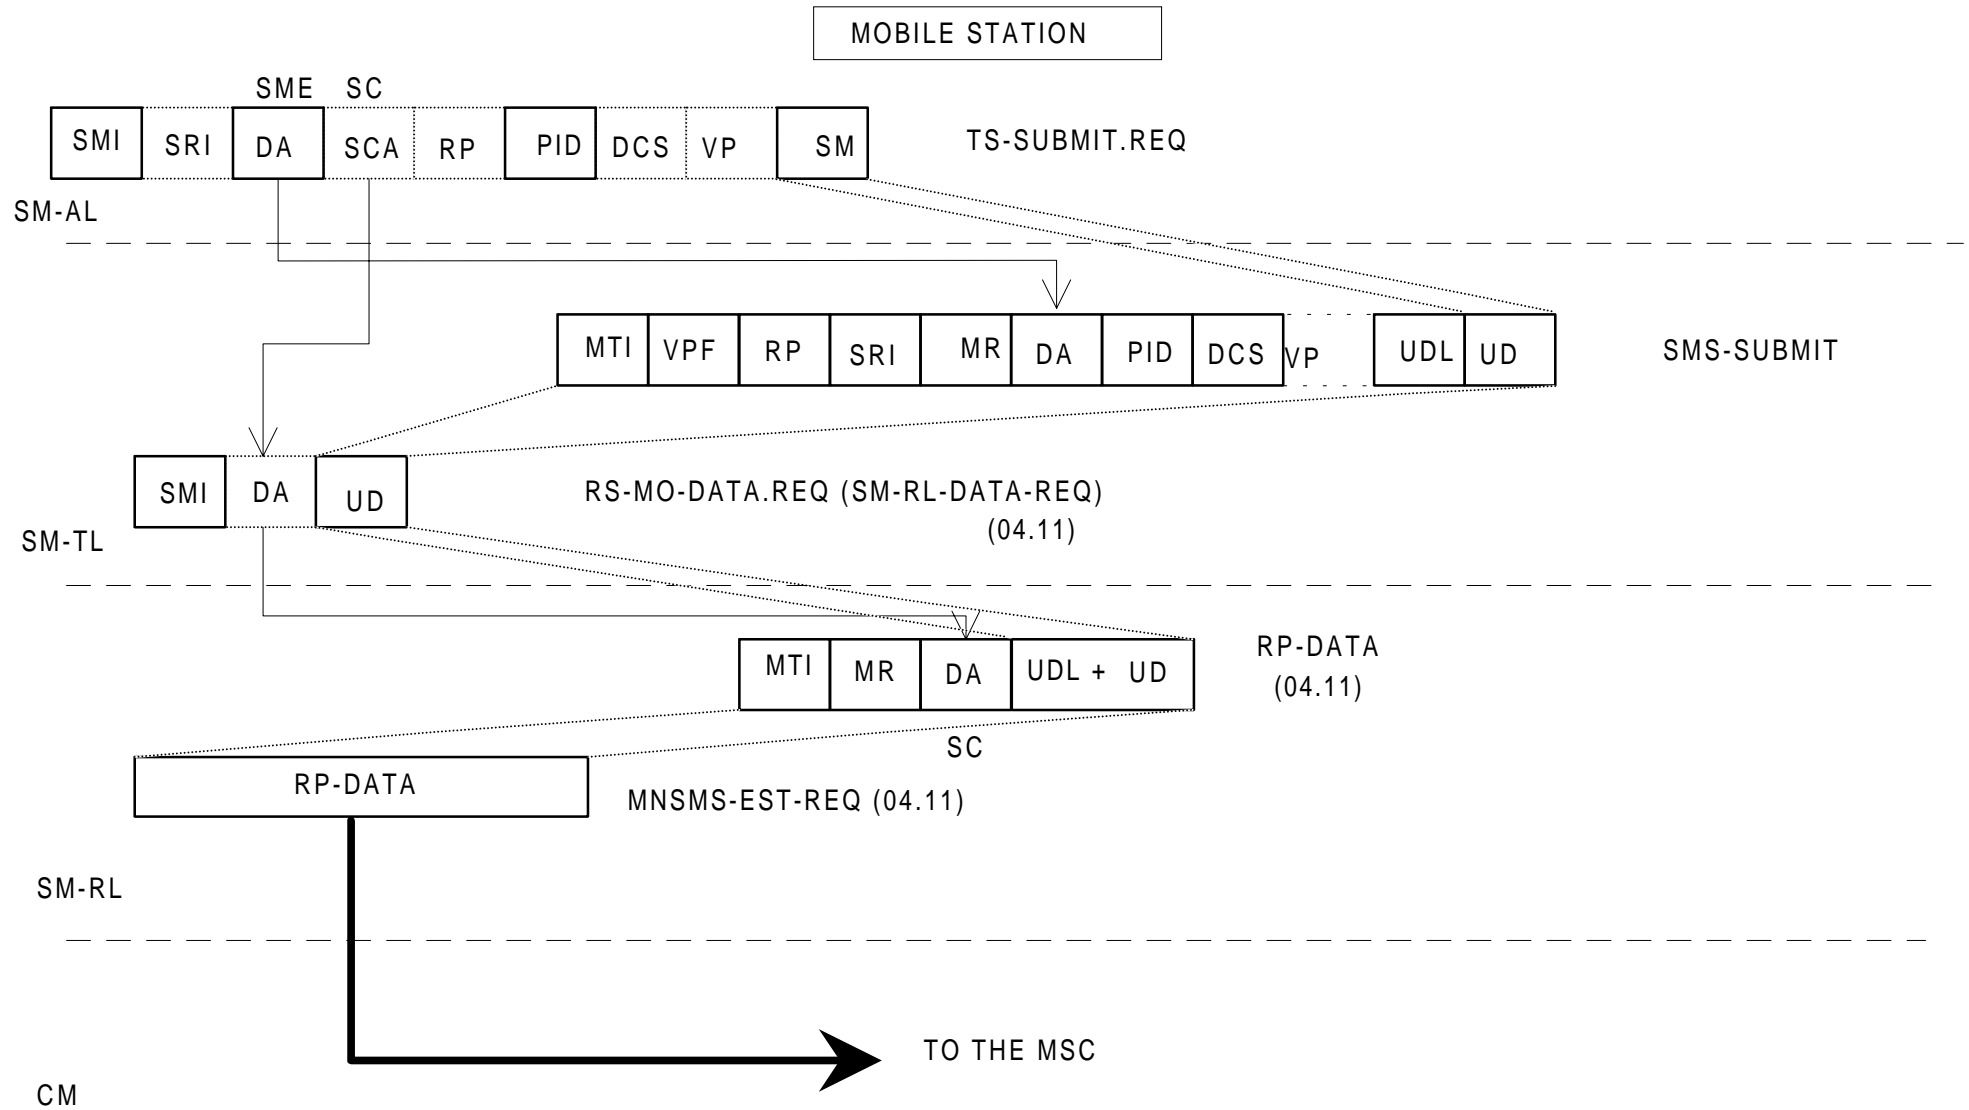 MOBILE STATION
SME SC
SMI SRI DA SCA RP PID DCS VP SM
TS-SUBMIT.REQ
SM-AL
MTI VPF RP SRI MR DA PID DCS VP UDL UD
SMS-SUBMIT
SMI DA UD
RS-MO-DATA.REQ (SM-RL-DATA-REQ)
(04.11)
SM-TL
MTI MR DA UDL + UD
RP-DATA
(04.11)
SC
RP-DATA
MNSMS-EST-REQ (04.11)
SM-RL
TO THE MSC
CM